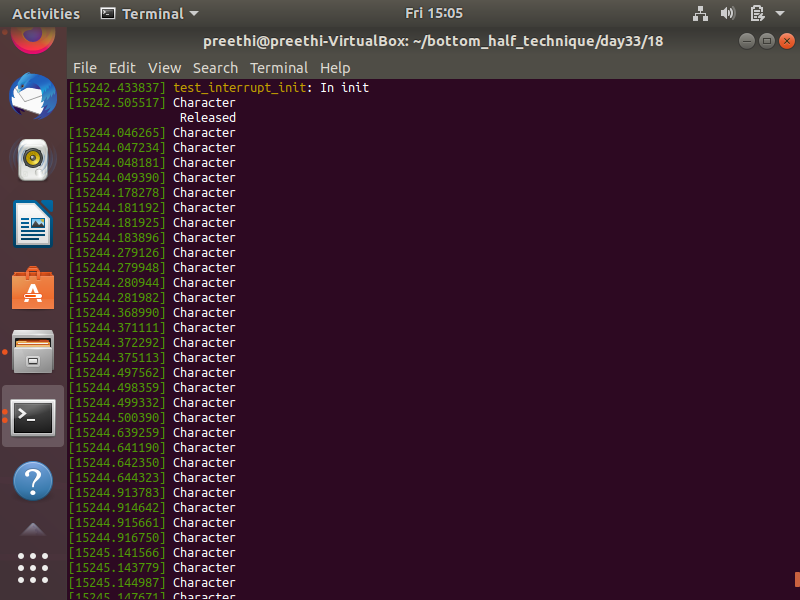 Activities Terminal Fri 15:05
preethi@preethi-VirtualBox: ~/bottom_half_technique/day33/18
File Edit View Search Terminal Help
[15242.433837] test_interrupt_init: In init
[15242.505517] Character
Released
[15244.046265] Character
[15244.047234] Character
[15244.048181] Character
[15244.049390] Character
[15244.178278] Character
[15244.181192] Character
[15244.181925] Character
[15244.183896] Character
[15244.279126] Character
[15244.279948] Character
[15244.280944] Character
[15244.281982] Character
[15244.368990] Character
[15244.371111] Character
[15244.372292] Character
[15244.375113] Character
[15244.497562] Character
[15244.498359] Character
[15244.499332] Character
[15244.500390] Character
[15244.639259] Character
[15244.641190] Character
[15244.642350] Character
[15244.644323] Character
[15244.913783] Character
[15244.914642] Character
[15244.915661] Character
[15244.916750] Character
[15245.141566] Character
[15245.143779] Character
[15245.144987] Character
[15245.147671] Character